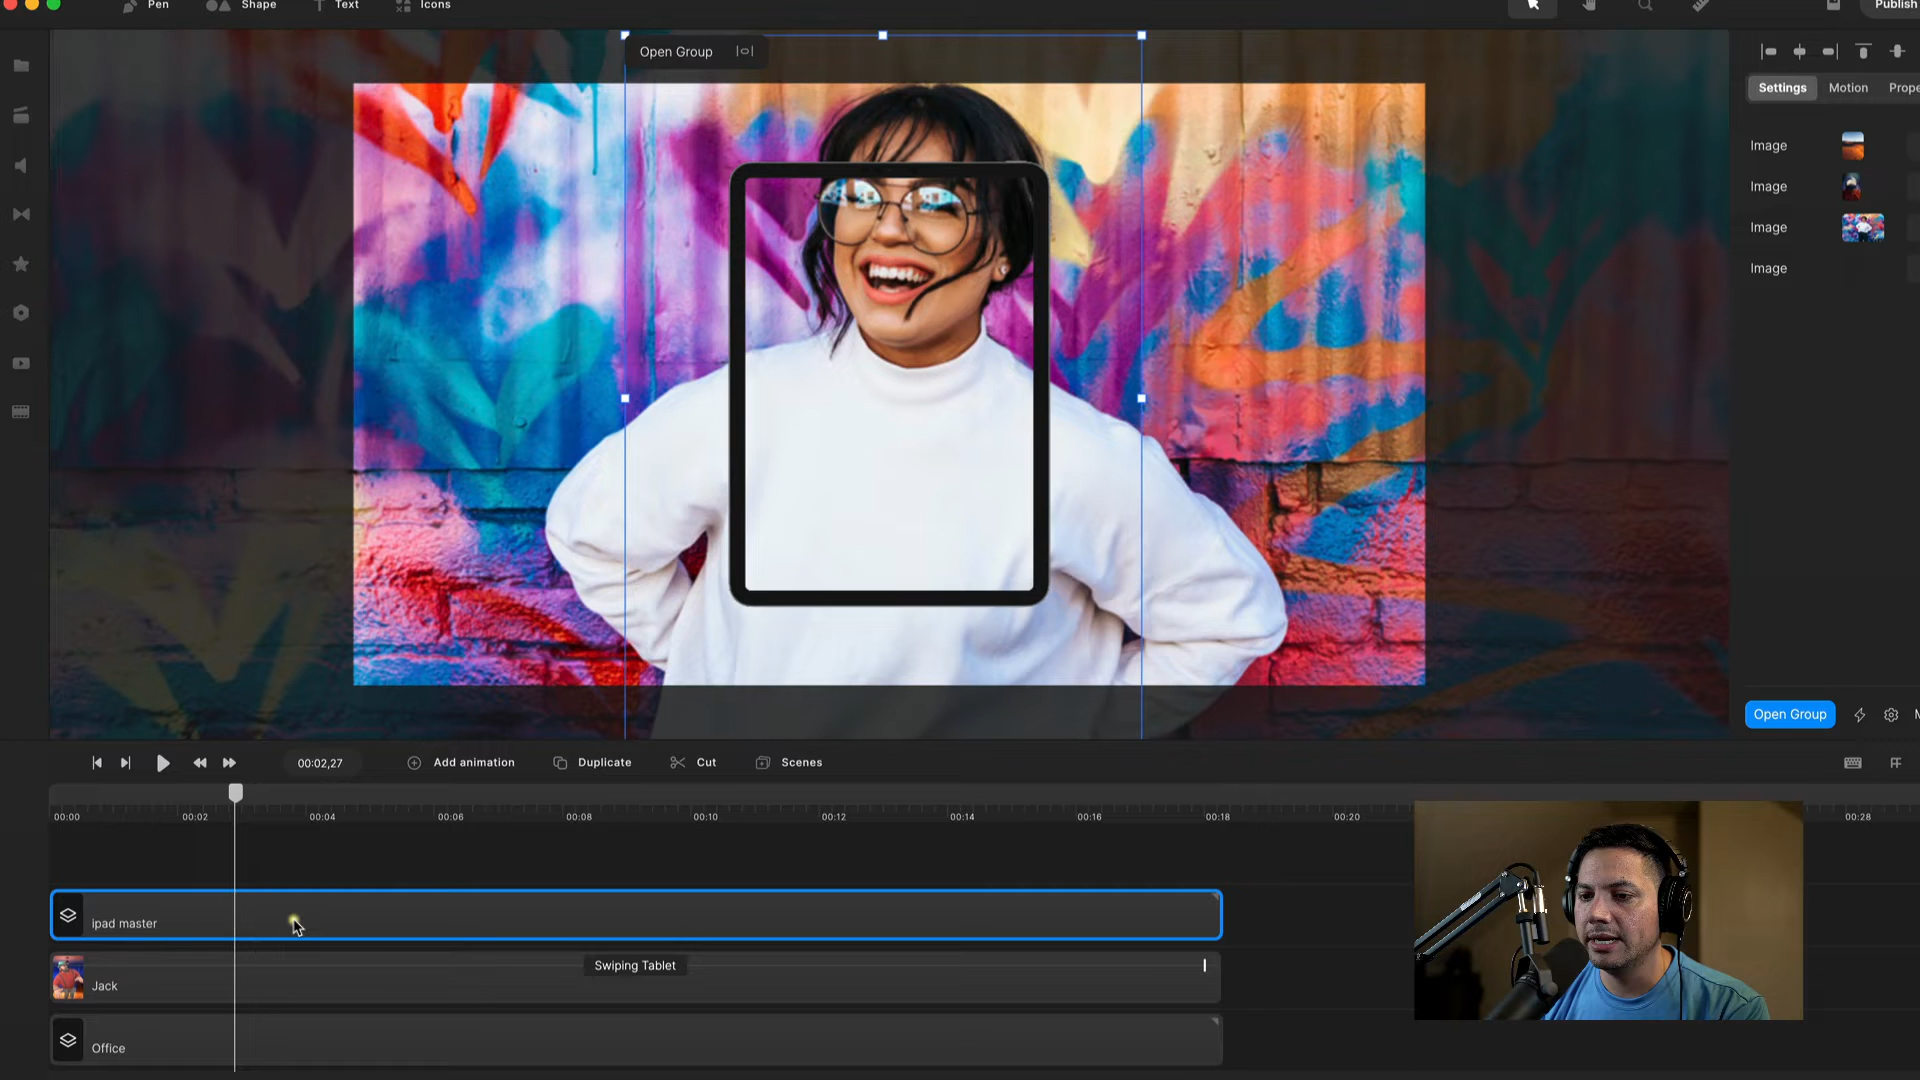 Pen
Shape
Text
Icons
Publish
Open Group
Settings
Motion
Prope
Image
Image
Image
Image
Open Group
M
00:02,27
Add animation
Duplicate
Cut
Scenes
00:00
00:02
00:04
00:06
00:08
00:10
00:12
00:14
00:16
00:18
00:20
00:28
ipad master
Swiping Tablet
Jack
Office